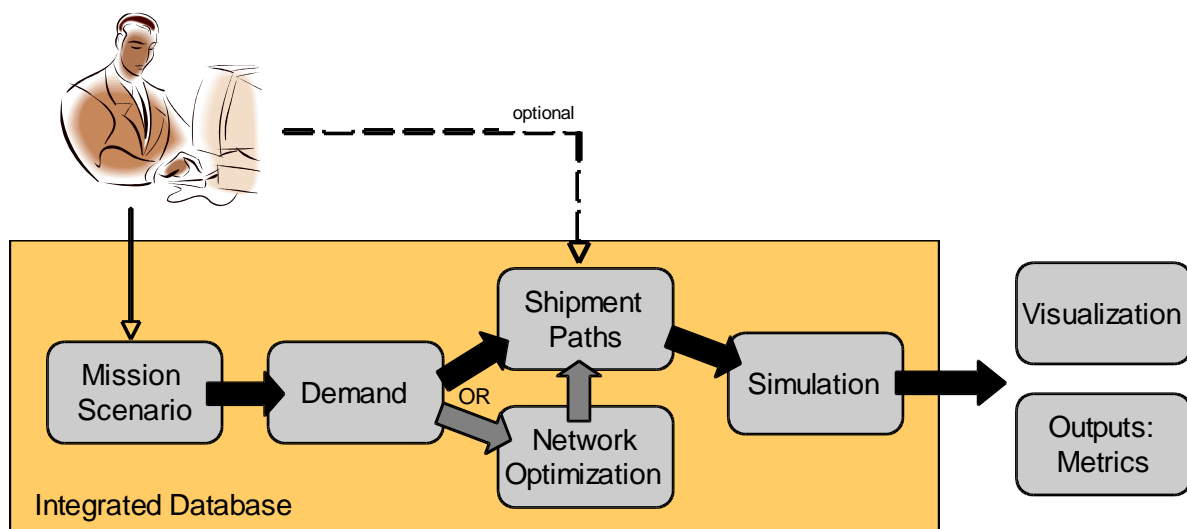 optional
Shipment
Paths
Visualization
Mission
Scenario
Demand
OR
Simulation
Network
Optimization
Outputs:
Metrics
Integrated Database